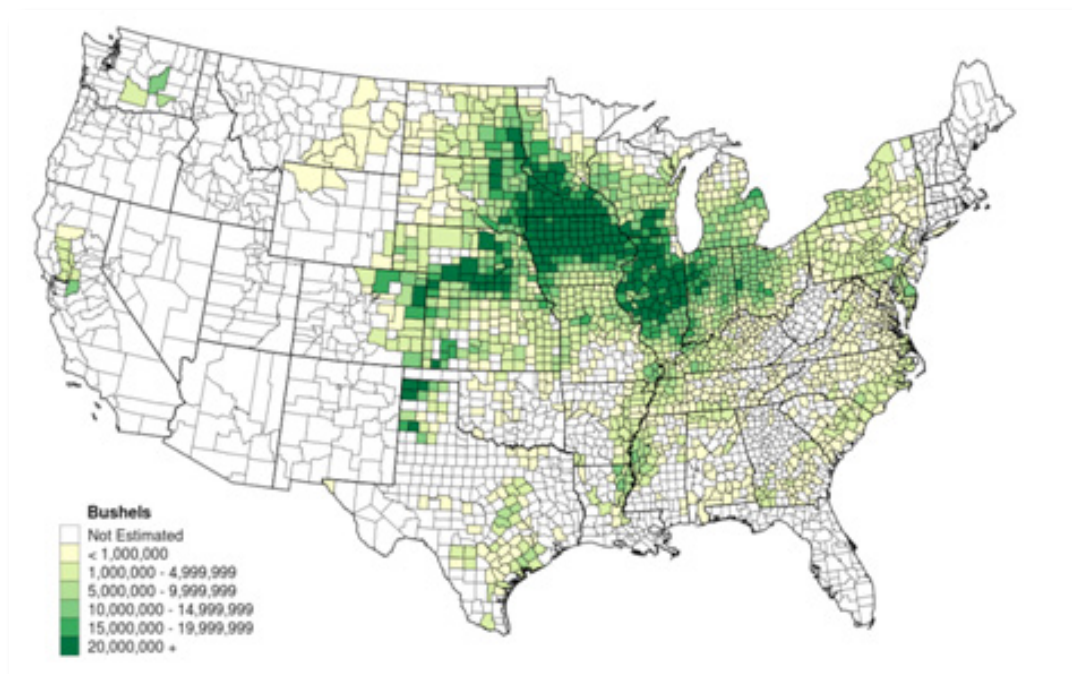 Bushels
Not Estimated
< 1,000,000
1,000,000 - 4,999,999
5,000,000 - 9,999,999
10,000,000 - 14,999,999
15,000,000 - 19,999,999
20,000,000 +